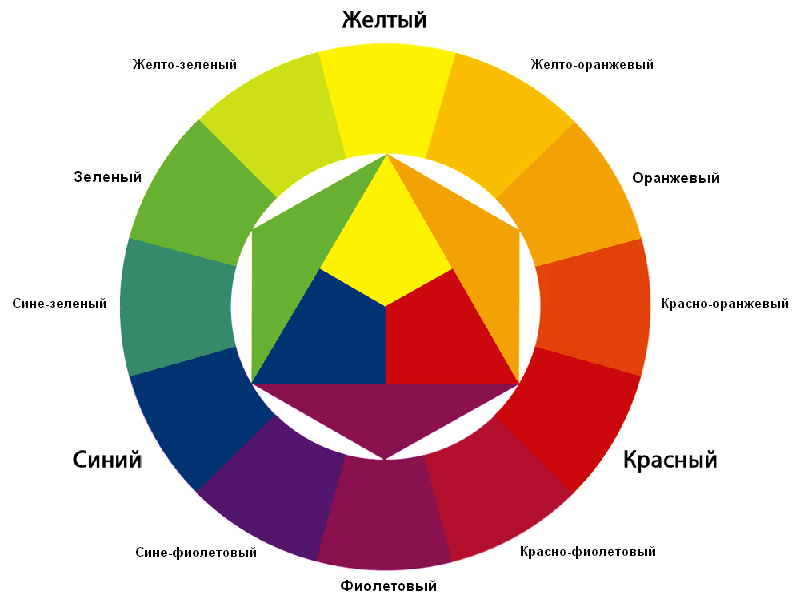 Желтый
Желто-зеленый
Желто-оранжевый
Зеленый
Оранжевый
Сине-зеленый
Красно-оранжевый
Синий
Красный
Сине-фиолетовый
Красно-фиолетовый
Фиолетовый